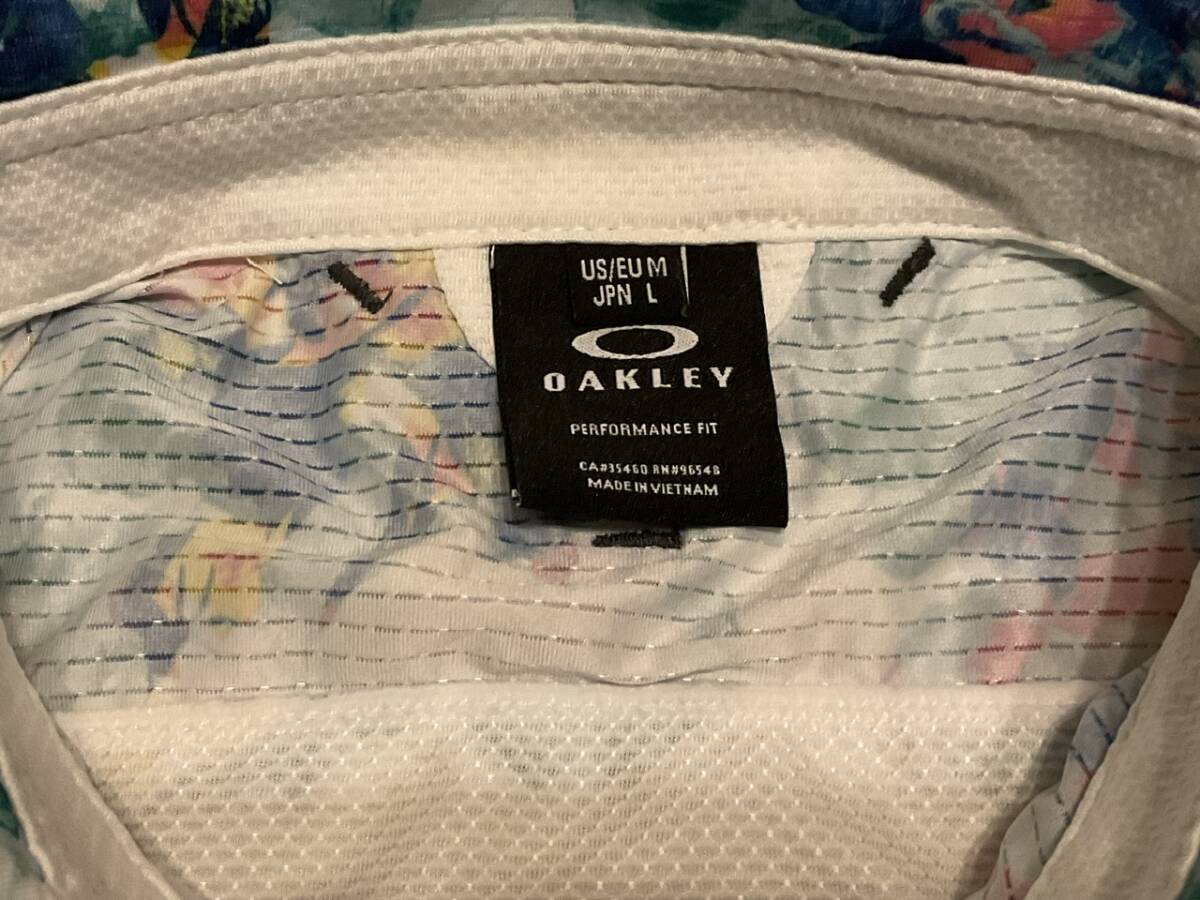 US/EU M
JPN L
OAKLEY
PERFORMANCE FIT
CA#35460 RN#96548
MADE IN VIETNAM